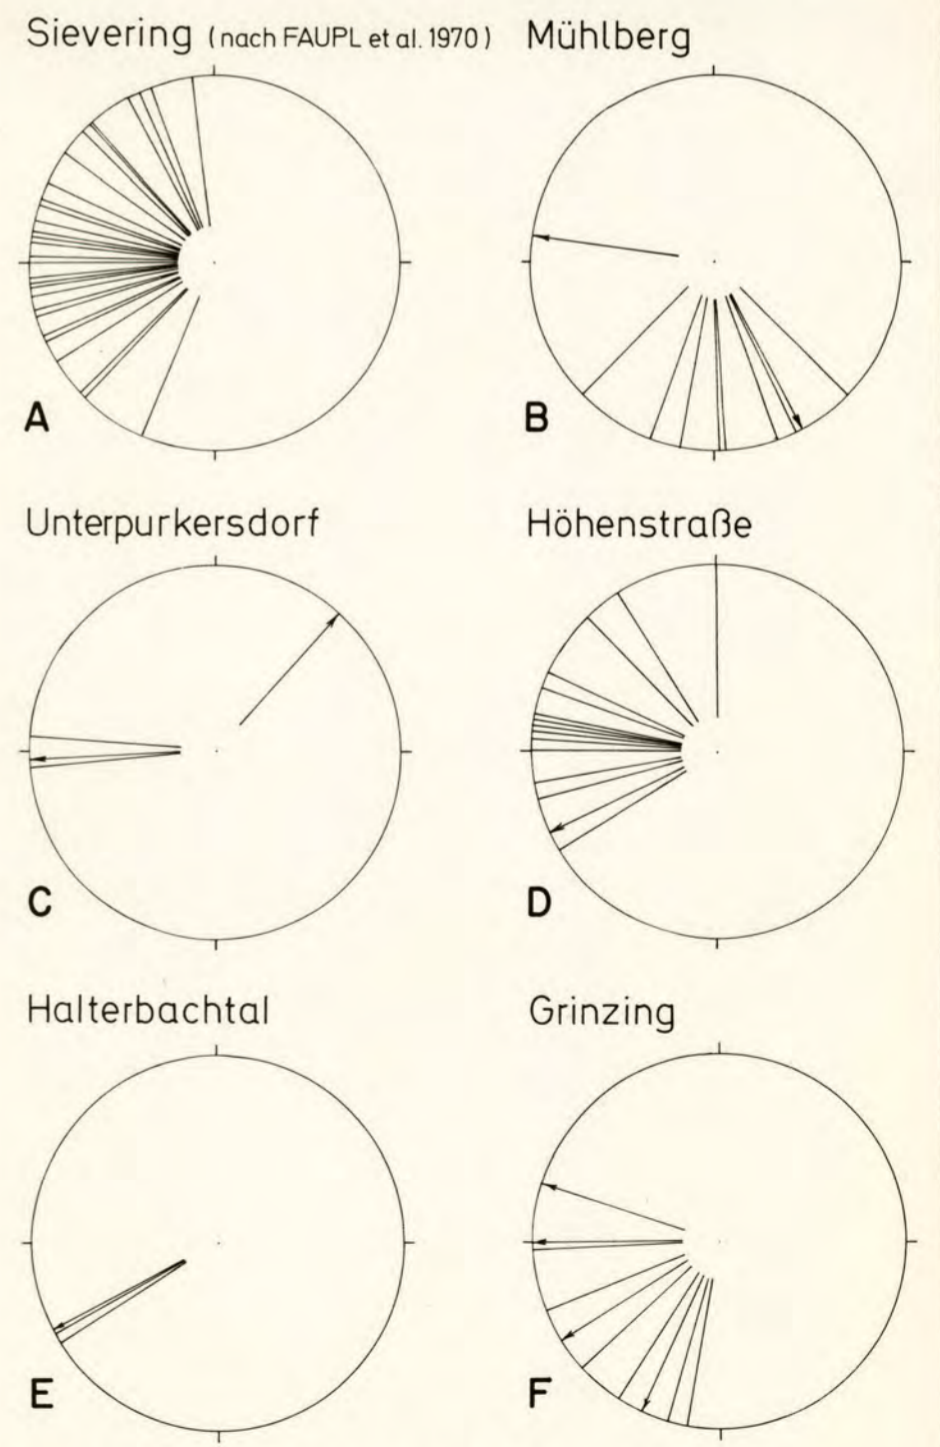 Sievering (nach FAUPL et al. 1970)
Mühlberg
A
B
Unterpurkersdorf
Höhenstraße
C
D
Halterbachtal
Grinzing
E
F